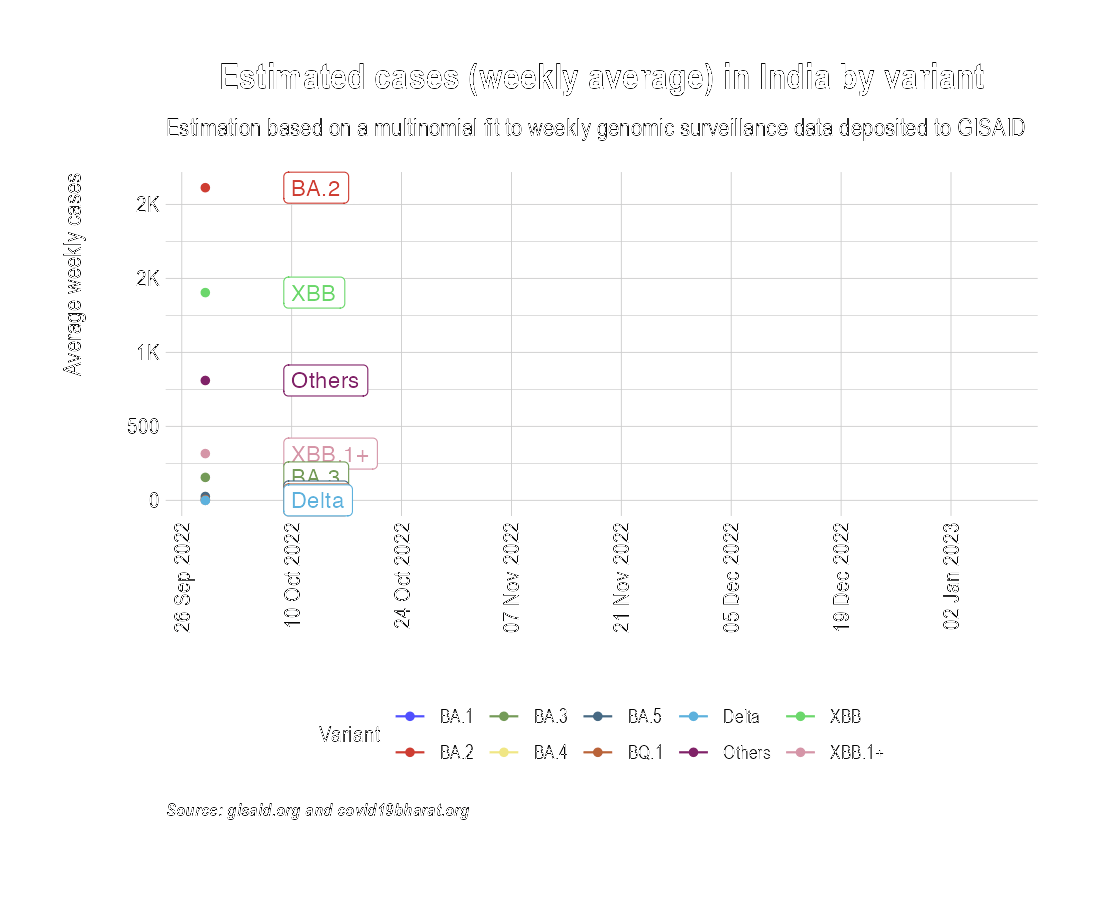 Estimated cases (weekly average) in India by variant
Estimation based on a multinomial fit to weekly genomic surveillance data deposited to GISAID
Average weekly cases
2K
2K
1K
500
0
BA.2
XBB
Others
XBB.1+
BA.3
Delta
26 Sep 2022
10 Oct 2022
24 Oct 2022
07 Nov 2022
21 Nov 2022
05 Dec 2022
19 Dec 2022
02 Jan 2023
Variant
BA.1 BA.3 BA.5 Delta XBB
BA.2 BA.4 BQ.1 Others XBB.1+
Source: gisaid.org and covid19bharat.org